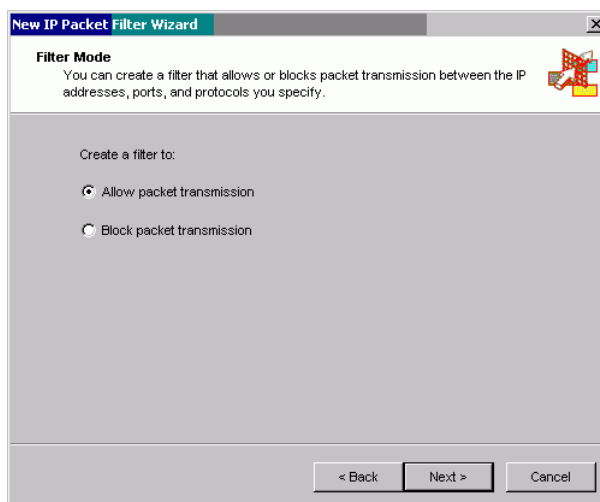 New IP Packet Filter Wizard
Filter Mode
You can create a filter that allows or blocks packet transmission between the IP
addresses, ports, and protocols you specify.
Create a filter to:
Allow packet transmission
Block packet transmission
< Back Next > Cancel